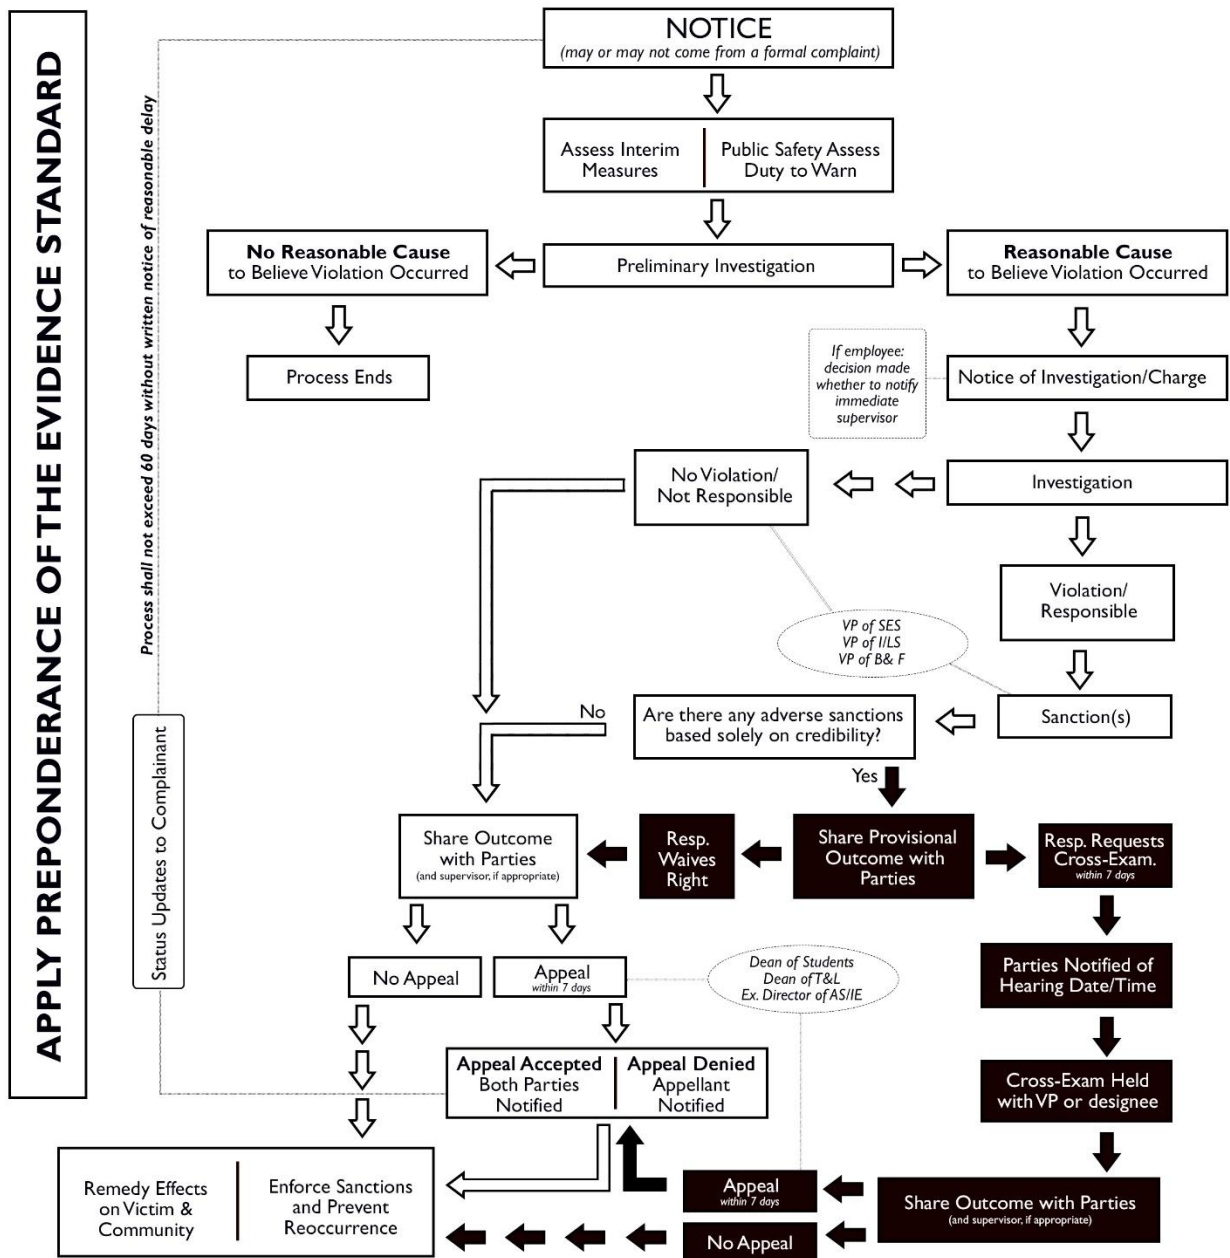 APPLY PREPONDERANCE OF THE EVIDENCE STANDARD
Process shall not exceed 60 days without written notice of reasonable delay
Status Updates to Complainant
NOTICE
(may or may not come from a formal complaint)
Assess Interim
Measures
Public Safety Assess
Duty to Warn
No Reasonable Cause
to Believe Violation Occurred
Preliminary Investigation
Reasonable Cause
to Believe Violation Occurred
Process Ends
If employee:
decision made
whether to notify
immediate
supervisor
Notice of Investigation/Charge
No Violation/
Not Responsible
Investigation
Violation/
Responsible
VP of SES
VP of I/LS
VP of B& F
No
Are there any adverse sanctions
based solely on credibility?
Sanction(s)
Yes
Share Outcome
with Parties
(and supervisor, if appropriate)
Resp.
Waives
Right
Share Provisional
Outcome with
Parties
Resp. Requests
Cross-Exam.
within 7 days
No Appeal
Appeal
within 7 days
Dean of Students
Dean of T&L
Ex. Director of AS/IE
Parties Notified of
Hearing Date/Time
Appeal Accepted
Both Parties
Notified
Appeal Denied
Appellant
Notified
Cross-Exam Held
with VP or designee
Remedy Effects
on Victim &
Community
Enforce Sanctions
and Prevent
Reoccurrence
Appeal
within 7 days
No Appeal
Share Outcome with Parties
(and supervisor, if appropriate)